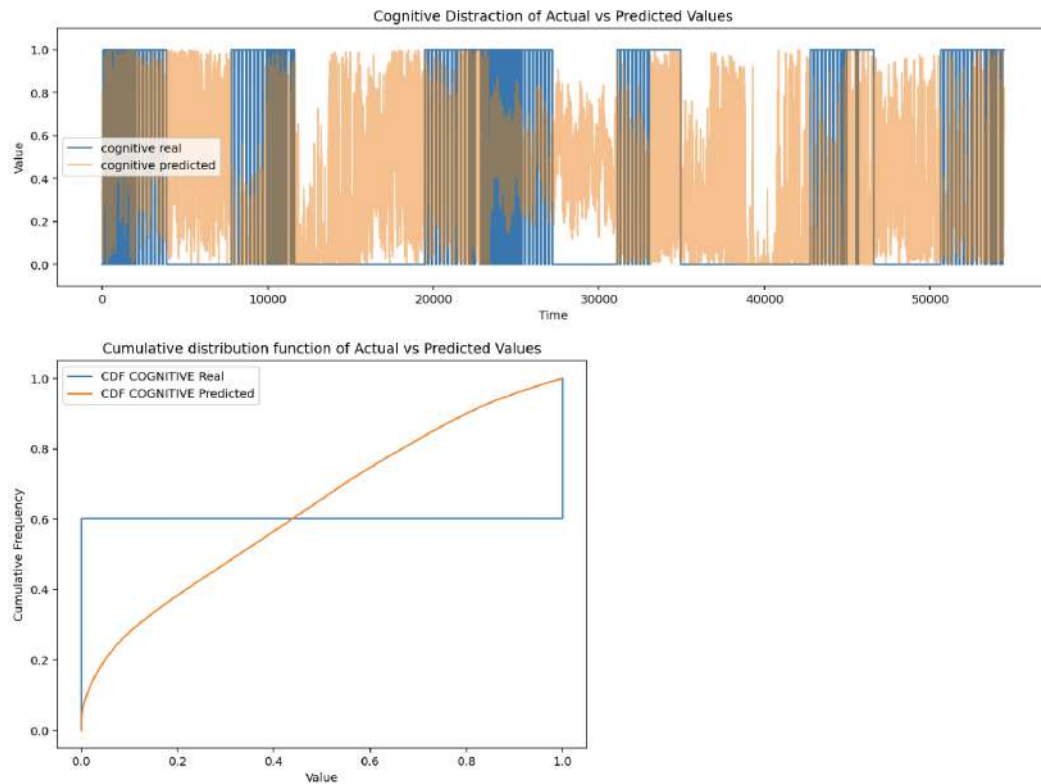 Cognitive Distraction of Actual vs Predicted Values
1.0
0.8
0.6
0.4
0.2
0.0
Value
cognitive real
cognitive predicted
0
10000
20000
30000
40000
50000
Time
Cumulative distribution function of Actual vs Predicted Values
CDF COGNITIVE Real
CDF COGNITIVE Predicted
1.0
0.8
0.6
0.4
0.2
0.0
Cumulative Frequency
0.0
0.2
0.4
0.6
0.8
1.0
Value